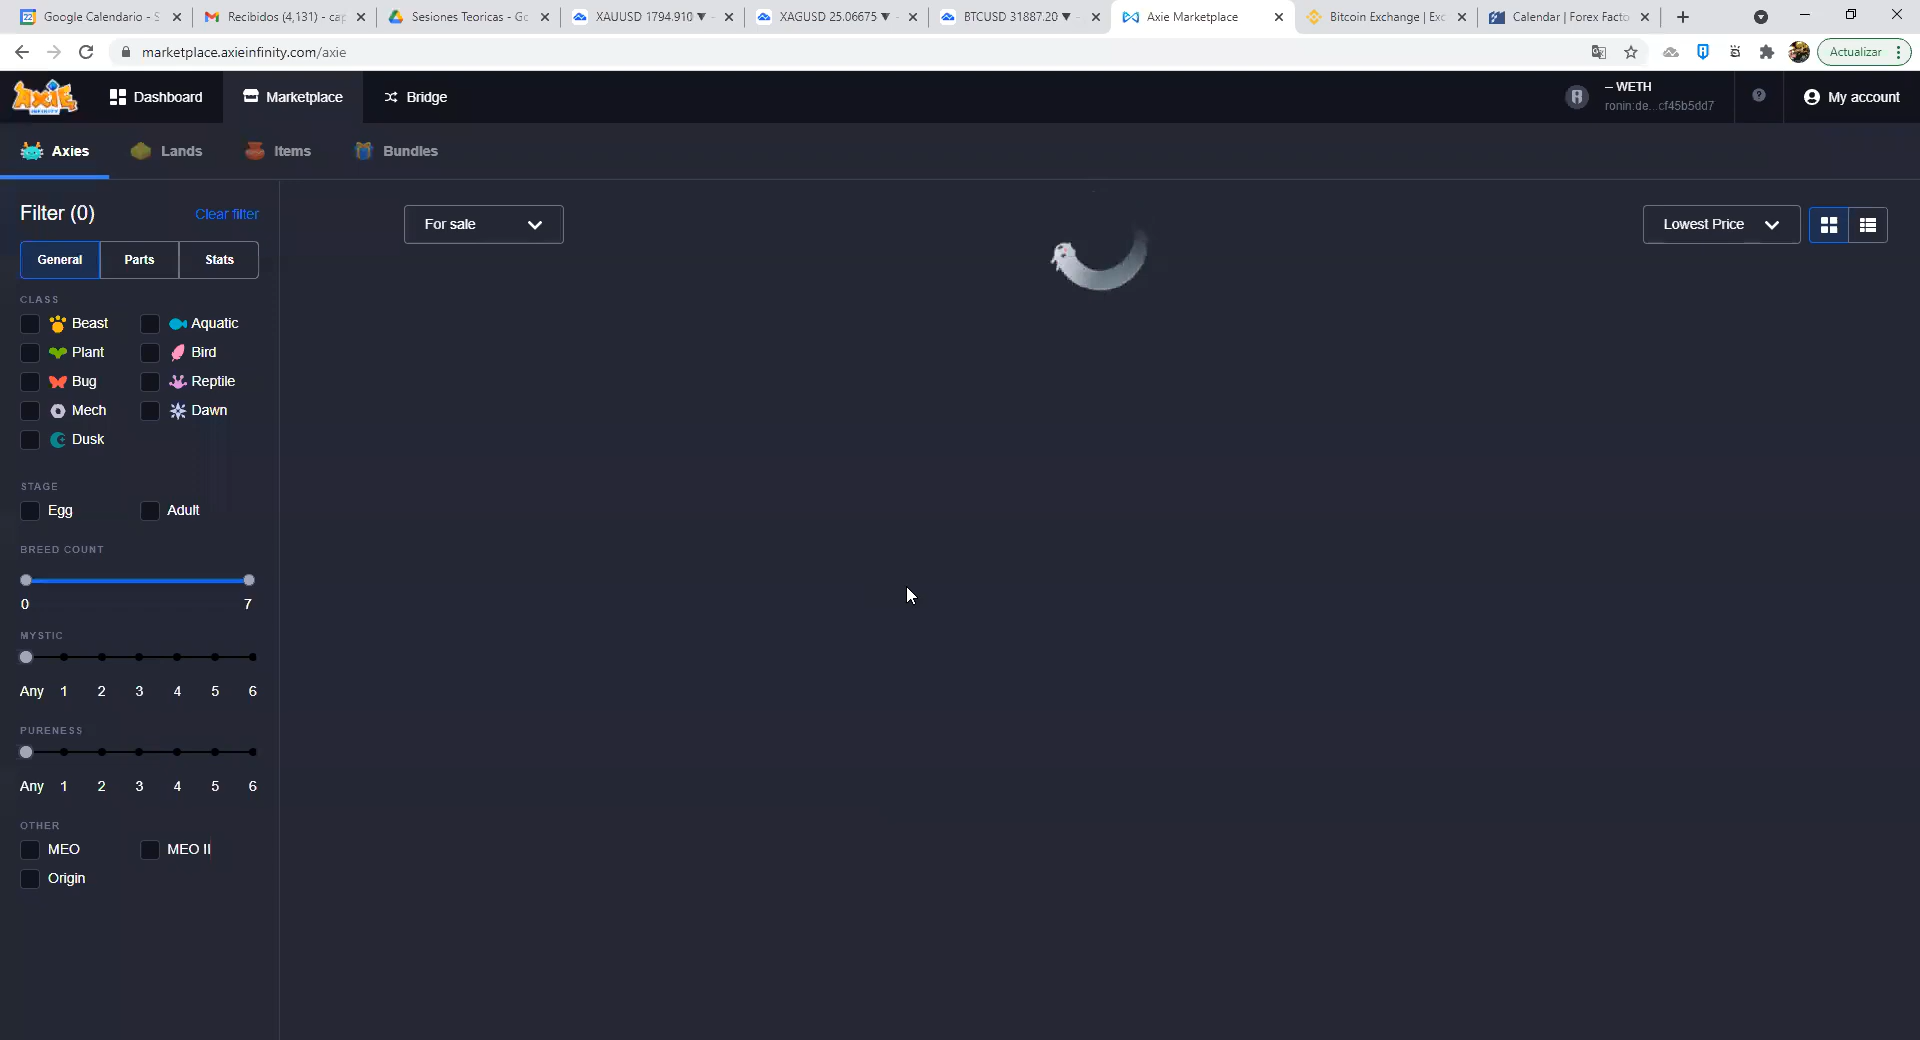 Google Calendario - S
Recibidos (4,131) - cap
Sesiones Teoricas - Go
XAUUSD 1794.910 ▼ -
XAGUSD 25.06675 ▼ -
BTCUSD 31887.20 ▼ -
Axie Marketplace
Bitcoin Exchange | Exc
Calendar | Forex Facto
marketplace.axieinfinity.com/axie
Actualizar
AXIE
INFINITY
Dashboard
Marketplace
Bridge
-- WETH
ronin:de...cf45b5dd7
My account
Axies
Lands
Items
Bundles
Filter (0)
Clear filter
For sale
Lowest Price
General
Parts
Stats
CLASS
Beast
Aquatic
Plant
Bird
Bug
Reptile
Mech
Dawn
Dusk
STAGE
Egg
Adult
BREED COUNT
0 7
MYSTIC
Any 1 2 3 4 5 6
PURENESS
Any 1 2 3 4 5 6
OTHER
MEO
MEO II
Origin